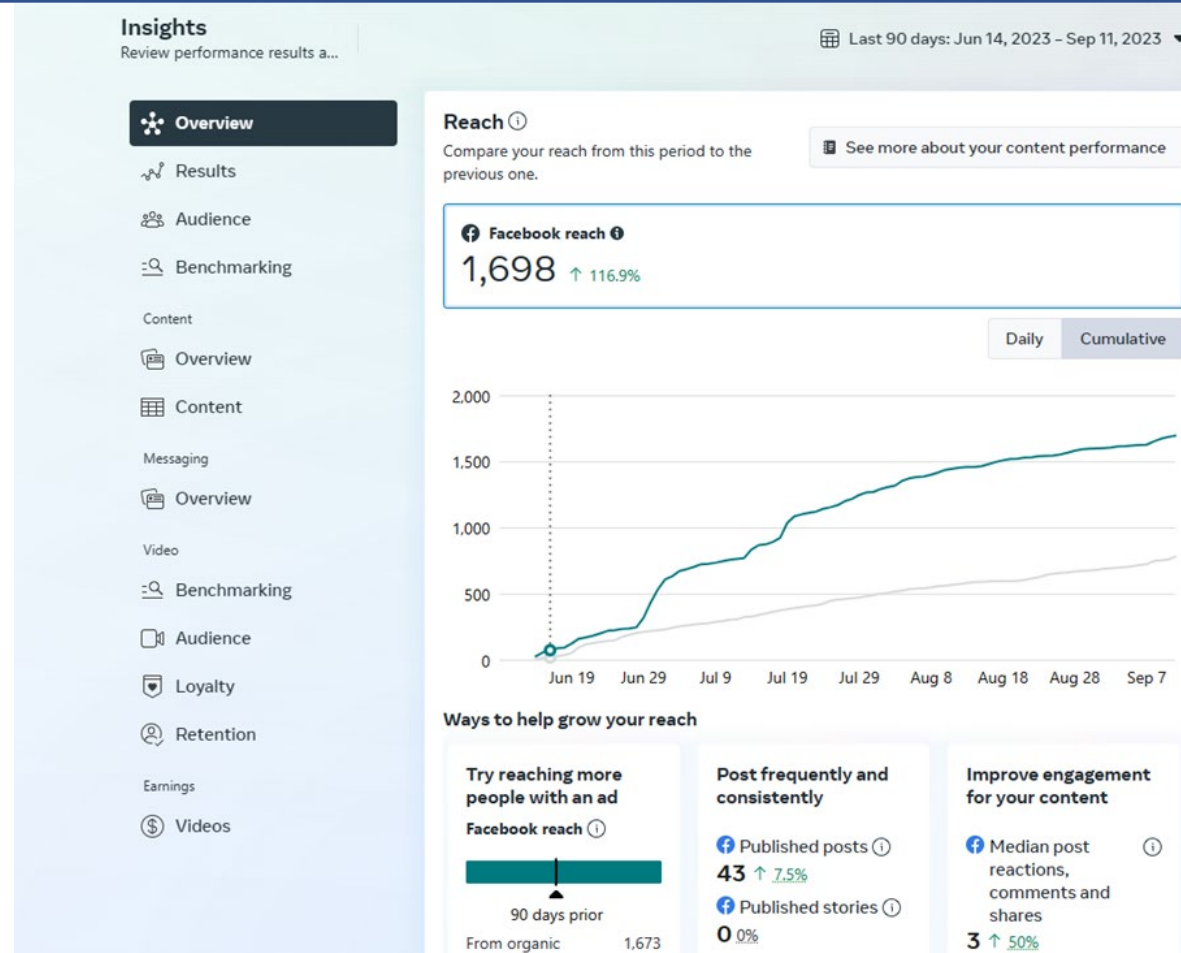 Insights
Review performance results a...
Last 90 days: Jun 14, 2023 – Sep 11, 2023
Overview
Results
Audience
Benchmarking
Content
Overview
Content
Messaging
Overview
Video
Benchmarking
Audience
Loyalty
Retention
Earnings
Videos
Reach
Compare your reach from this period to the
previous one.
See more about your content performance
Facebook reach
1,698 ↑ 116.9%
Daily Cumulative
2,000
1,500
1,000
500
0
Jun 19 Jun 29 Jul 9 Jul 19 Jul 29 Aug 8 Aug 18 Aug 28 Sep 7
Ways to help grow your reach
Try reaching more
people with an ad
Facebook reach
90 days prior
From organic 1,673
Post frequently and
consistently
Published posts
43 ↑ 7.5%
Published stories
0 0%
Improve engagement
for your content
Median post
reactions,
comments and
shares
3 ↑ 50%